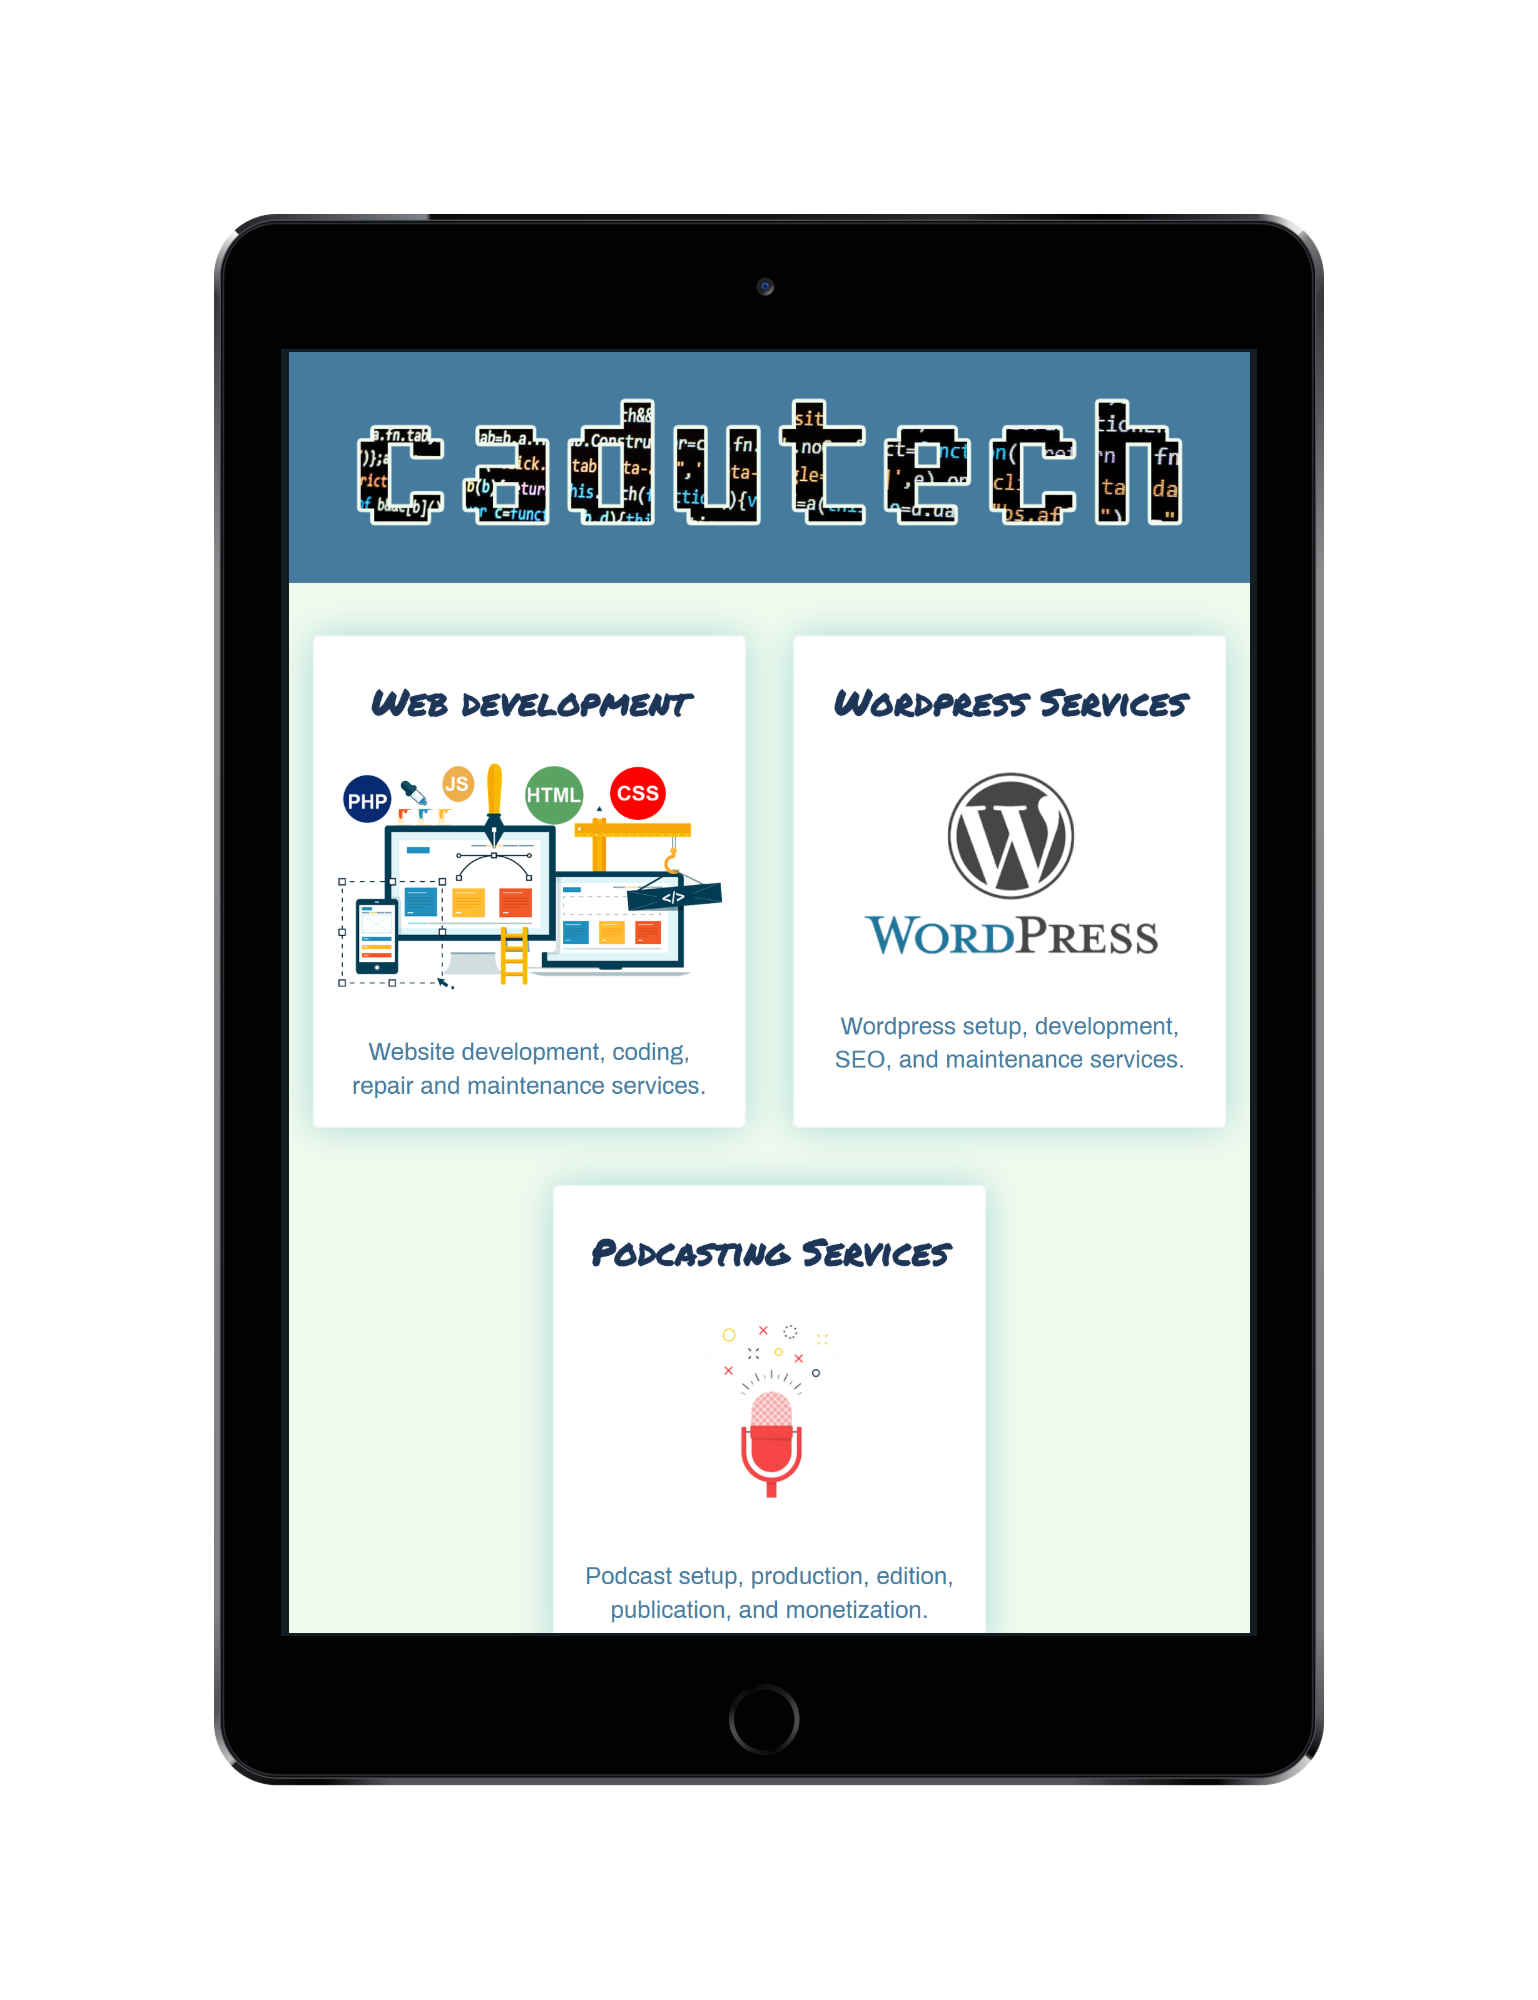 cadutech
Web development
PHP
JS
HTML
CSS
</>
Website development, coding,
repair and maintenance services.
Wordpress Services
WordPress
Wordpress setup, development,
SEO, and maintenance services.
Podcasting Services
Podcast setup, production, edition,
publication, and monetization.